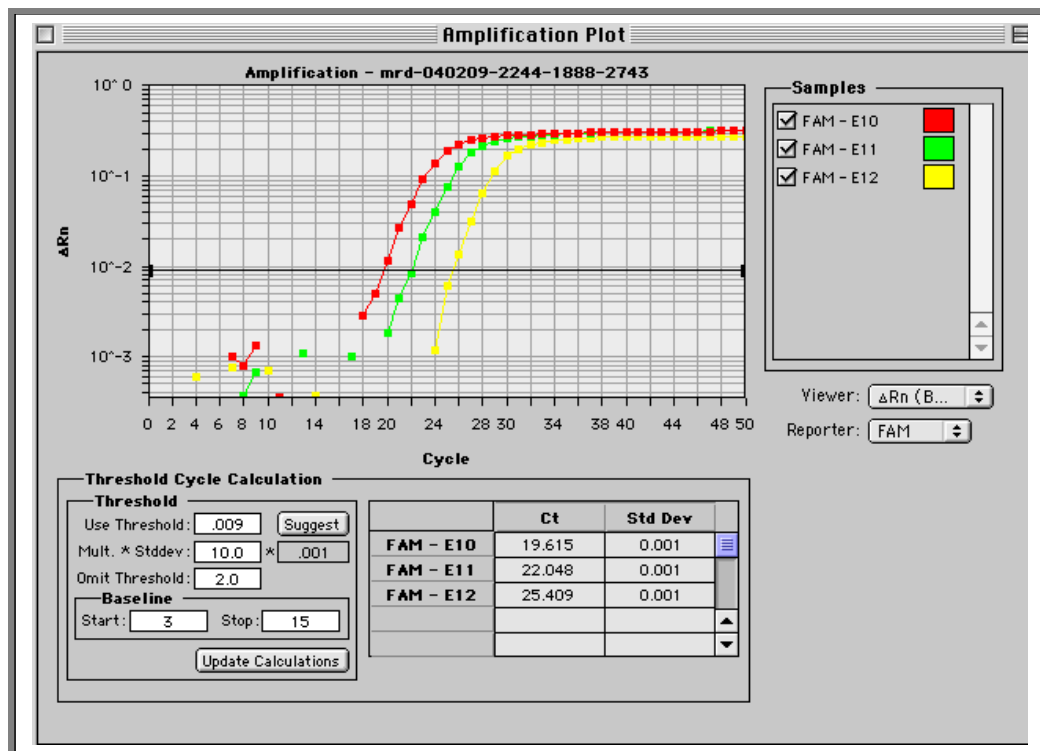 Amplification Plot
Amplification - mrd-040209-2244-1888-2743
10^ 0
10^-1
10^-2
10^-3
ΔRn
0 2 4 6 8 10 14 18 20 24 28 30 34 38 40 44 48 50
Cycle
Samples
FAM - E10
FAM - E11
FAM - E12
Viewer: ΔRn (B...
Reporter: FAM
Threshold Cycle Calculation
Threshold
Use Threshold: .009 Suggest
Mult. * Stddev: 10.0 * .001
Omit Threshold: 2.0
Baseline
Start: 3 Stop: 15
Update Calculations
Ct Std Dev
FAM - E10 19.615 0.001
FAM - E11 22.048 0.001
FAM - E12 25.409 0.001